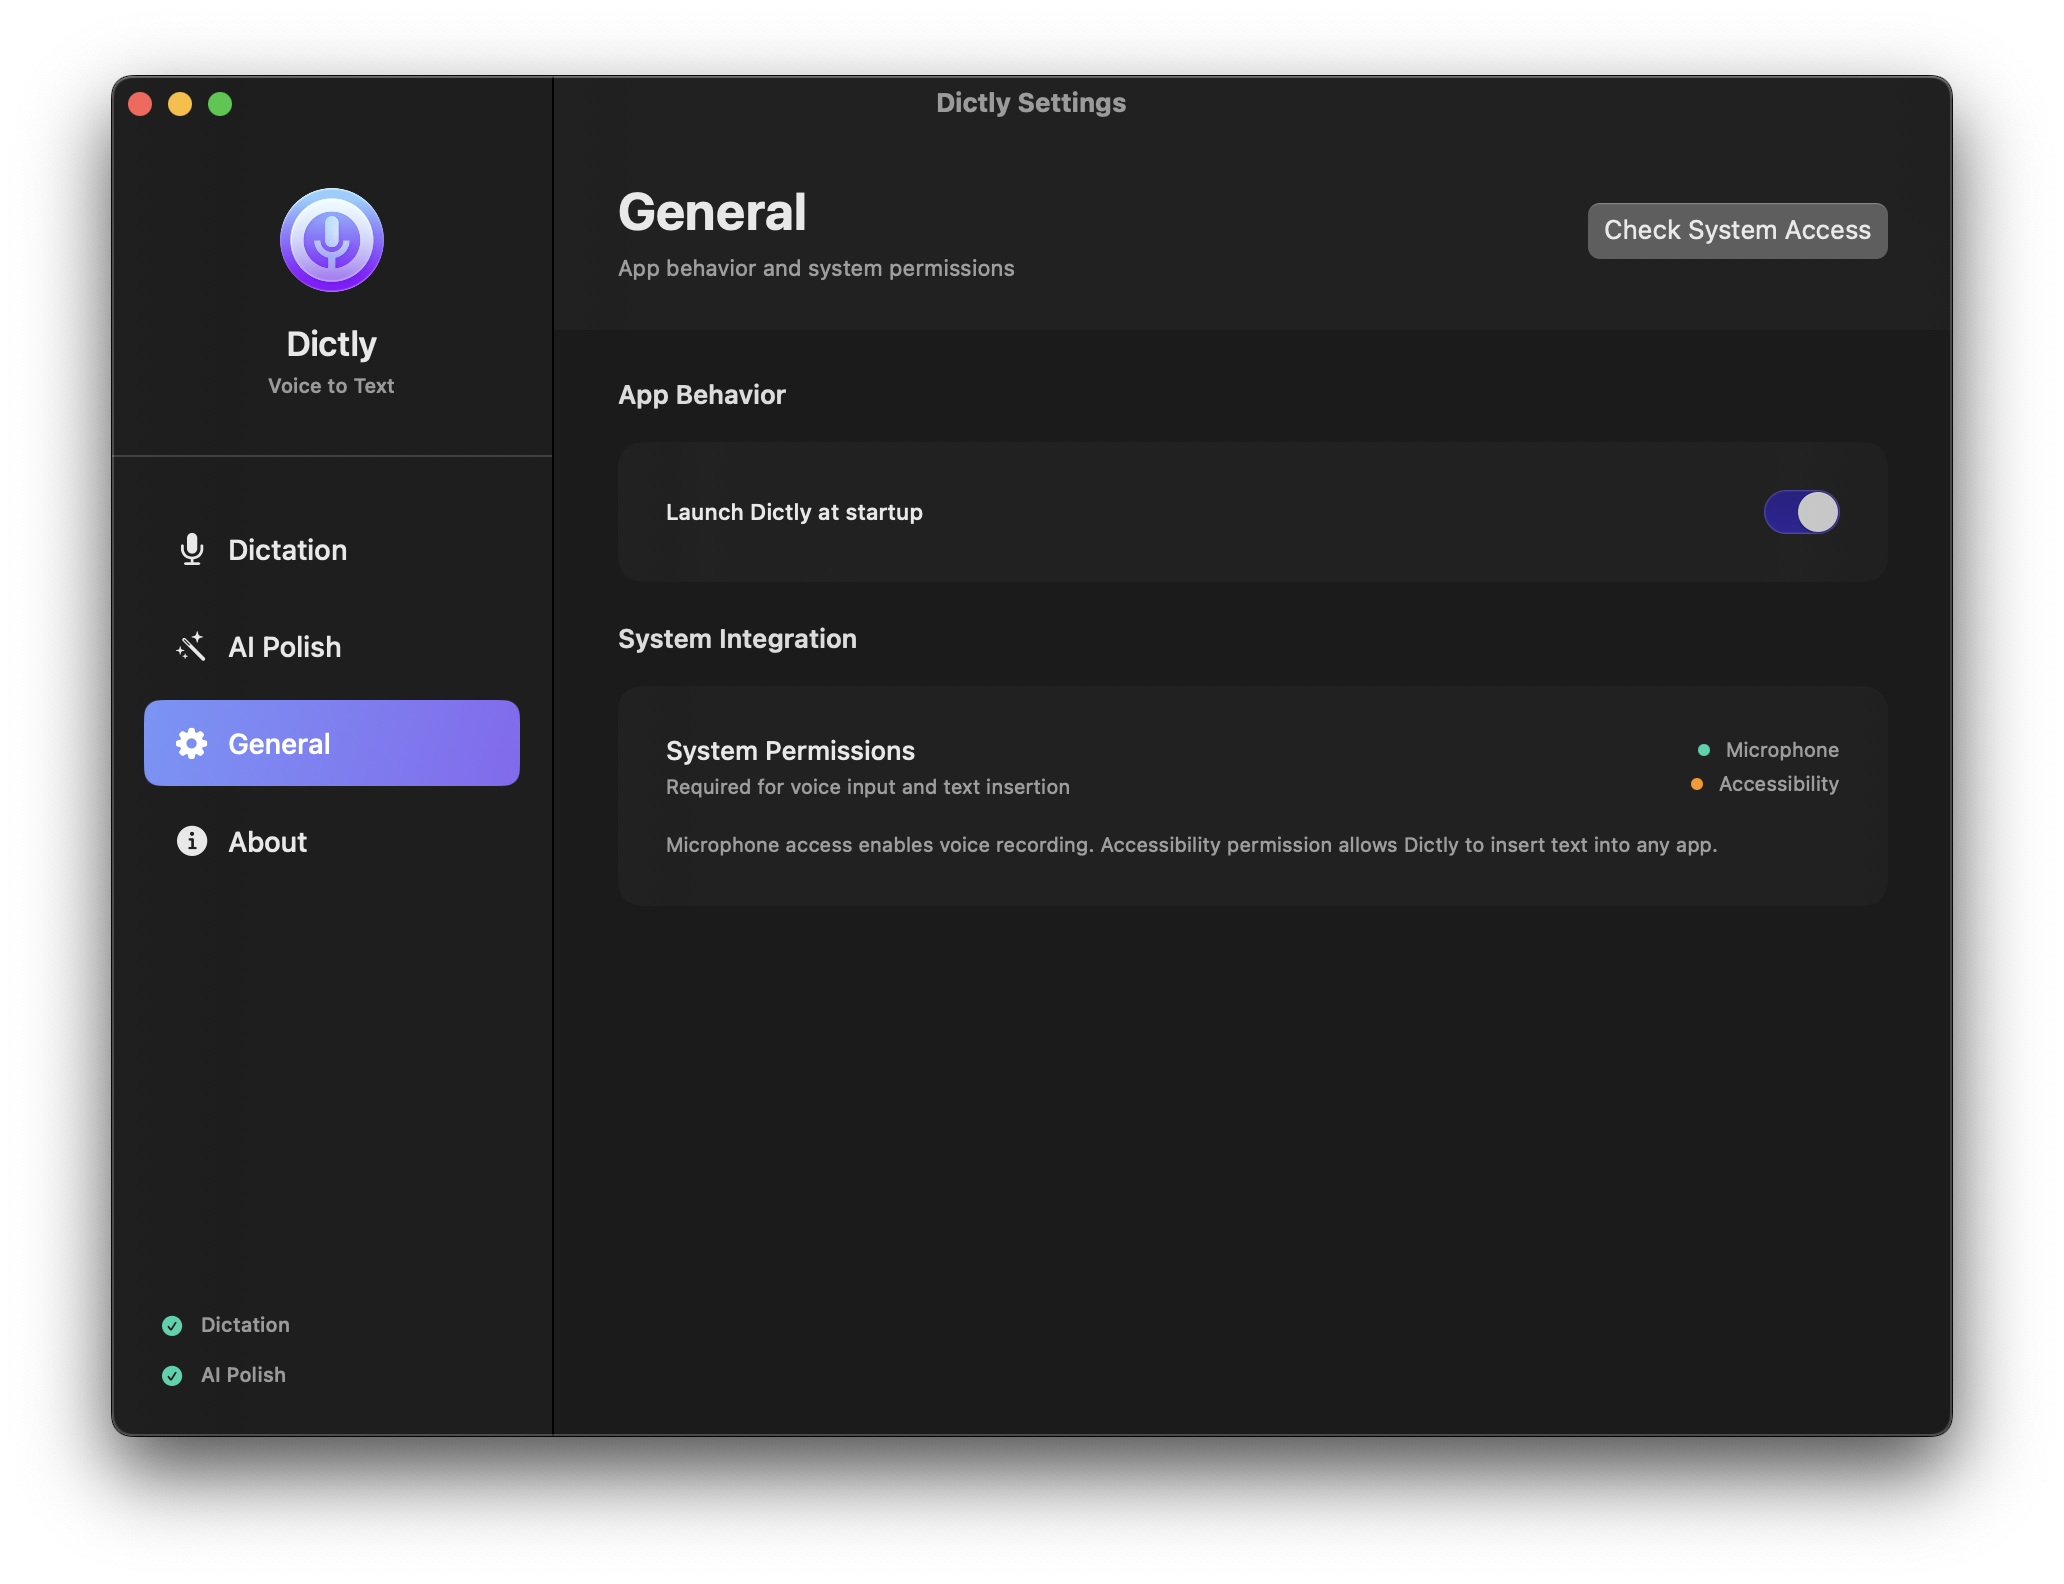 Dictly Settings
Dictly
Voice to Text
Dictation
AI Polish
General
About
Dictation
AI Polish
General
App behavior and system permissions
Check System Access
App Behavior
Launch Dictly at startup
System Integration
System Permissions
Required for voice input and text insertion
Microphone
Accessibility
Microphone access enables voice recording. Accessibility permission allows Dictly to insert text into any app.